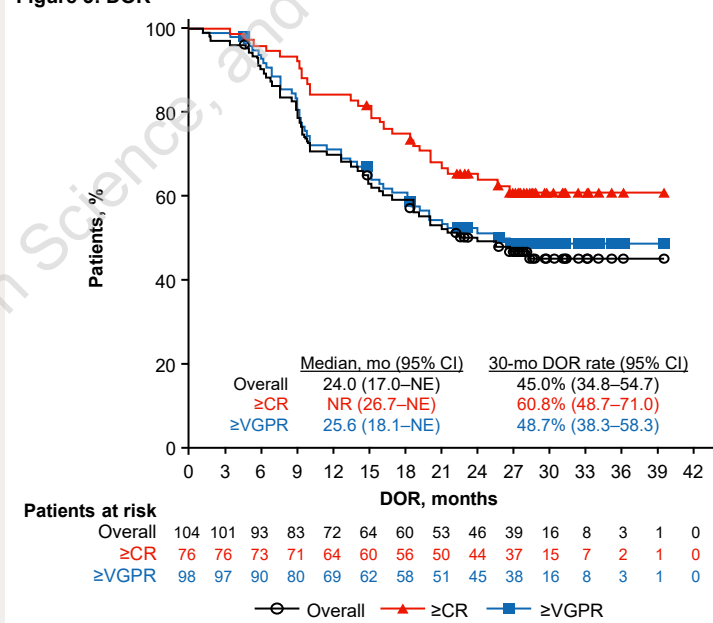 Figure 3. DOR
n Science, and
Patients, %
100
80
60
40
20
0
Median, mo (95% CI) 30-mo DOR rate (95% CI)
Overall 24.0 (17.0–NE) 45.0% (34.8–54.7)
≥CR NR (26.7–NE) 60.8% (48.7–71.0)
≥VGPR 25.6 (18.1–NE) 48.7% (38.3–58.3)
0 3 6 9 12 15 18 21 24 27 30 33 36 39 42
DOR, months
Patients at risk
Overall 104 101 93 83 72 64 60 53 46 39 16 8 3 1 0
≥CR 76 76 73 71 64 60 56 50 44 37 15 7 2 1 0
≥VGPR 98 97 90 80 69 62 58 51 45 38 16 8 3 1 0
Overall ≥CR ≥VGPR